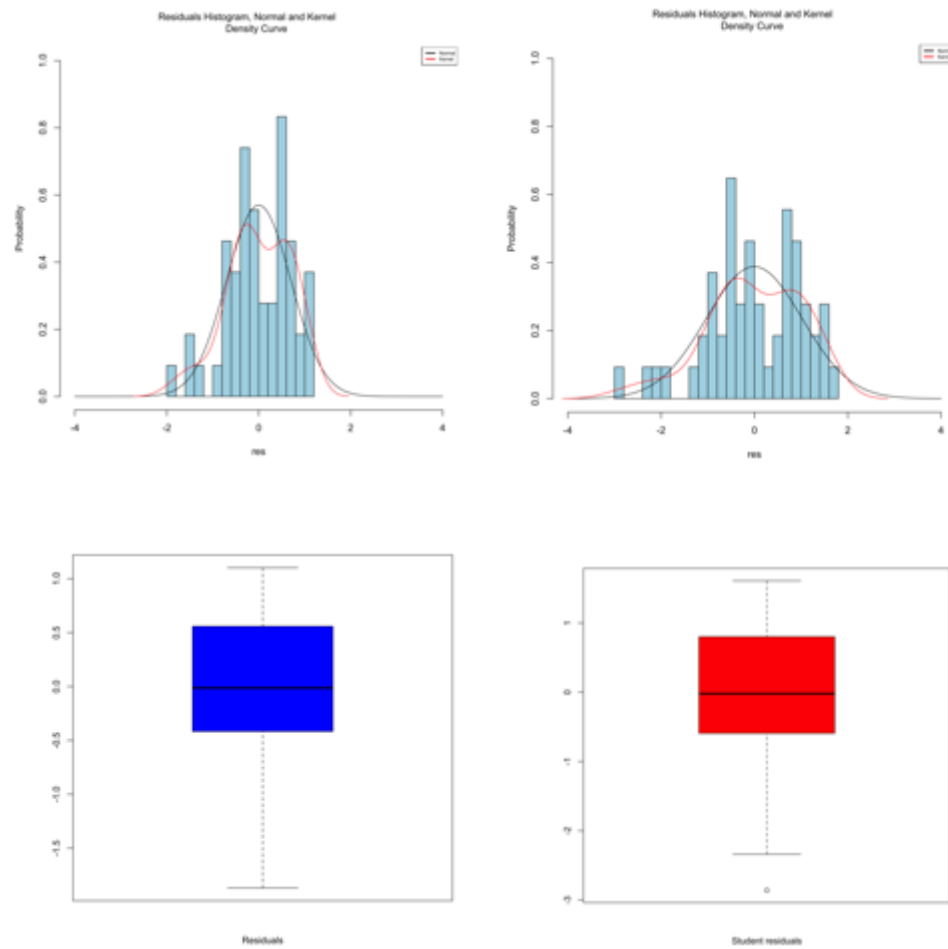 Residuals Histogram, Normal and Kernel
Density Curve
Normal
Kernel
1.0
0.8
0.6
0.4
0.2
0.0
Probability
-4
-2
0
2
4
res
Residuals Histogram, Normal and Kernel
Density Curve
Normal
1.0
0.8
0.6
0.4
0.2
0.0
Probability
-4
-2
0
2
4
res
1.0
0.5
0.0
-0.5
-1.0
-1.5
Residuals
1
0
-1
-2
-3
Student residuals